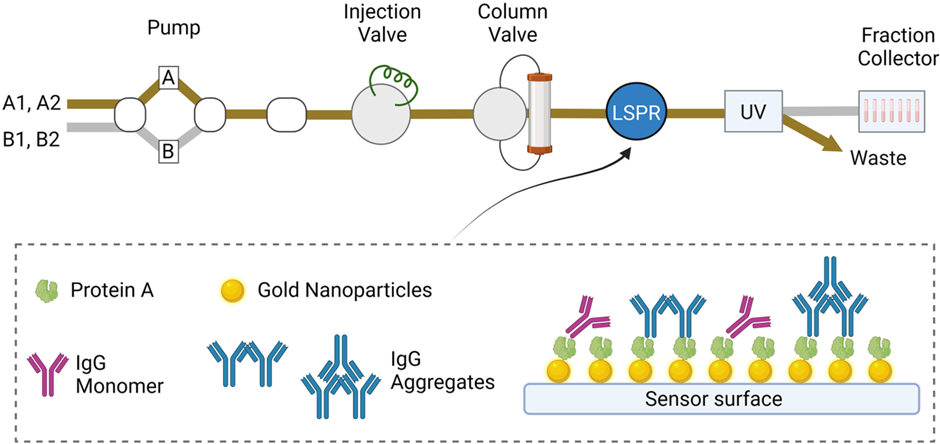 Pump
Injection
Valve
Column
Valve
Fraction
Collector
A1, A2
B1, B2
A
B
LSPR
UV
Waste
Protein A
Gold Nanoparticles
IgG
Monomer
IgG
Aggregates
Sensor surface